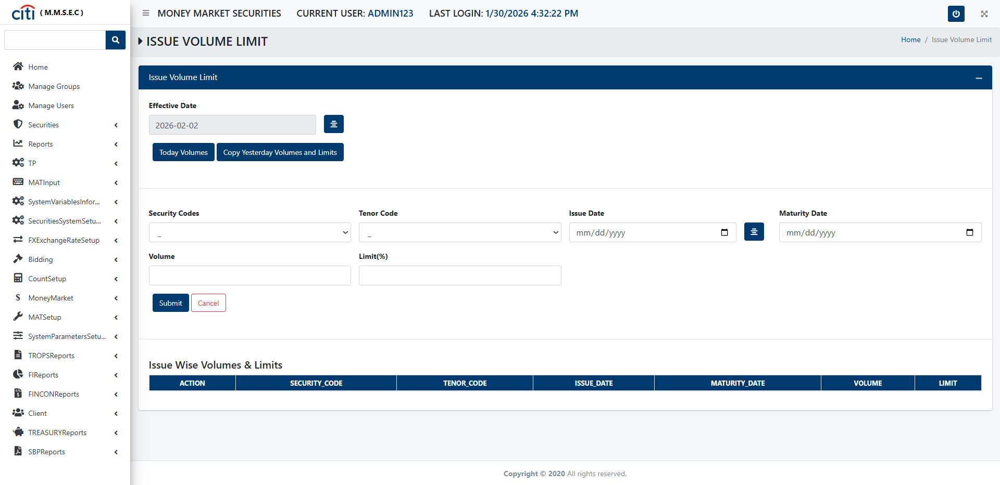 citi ( M.M.S.E.C )
MONEY MARKET SECURITIES CURRENT USER: ADMIN123 LAST LOGIN: 1/30/2026 4:32:22 PM
ISSUE VOLUME LIMIT
Home / Issue Volume Limit
Home
Manage Groups
Manage Users
Securities
Reports
TP
MATInput
SystemVariablesInfor...
SecuritiesSystemSetu...
FXExchangeRateSetup
Bidding
CountSetup
MoneyMarket
MATSetup
SystemParametersSetu...
TROPSReports
FIReports
FINCONReports
Client
TREASURYReports
SBPReports
Issue Volume Limit
Effective Date
2026-02-02
Today Volumes Copy Yesterday Volumes and Limits
Security Codes Tenor Code Issue Date Maturity Date
_ _ mm/dd/yyyy mm/dd/yyyy
Volume Limit(%)
Submit Cancel
Issue Wise Volumes & Limits
ACTION SECURITY_CODE TENOR_CODE ISSUE_DATE MATURITY_DATE VOLUME LIMIT
Copyright © 2020 All rights reserved.